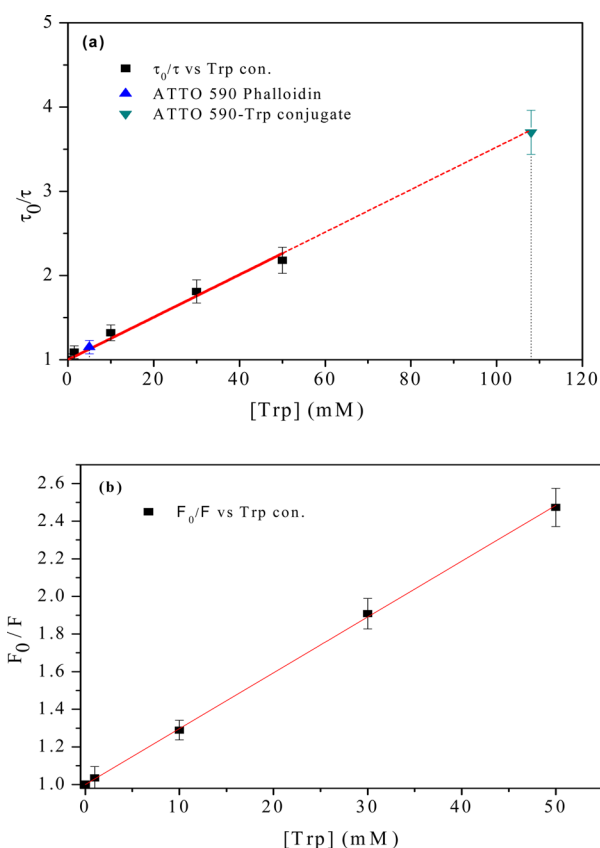 (a)
τ0/τ vs Trp con.
ATTO 590 Phalloidin
ATTO 590-Trp conjugate
5
4
3
2
1
τ0/τ
0 20 40 60 80 100 120
[Trp] (mM)
(b)
F0/F vs Trp con.
2.6
2.4
2.2
2.0
1.8
1.6
1.4
1.2
1.0
F0 / F
0 10 20 30 40 50
[Trp] (mM)